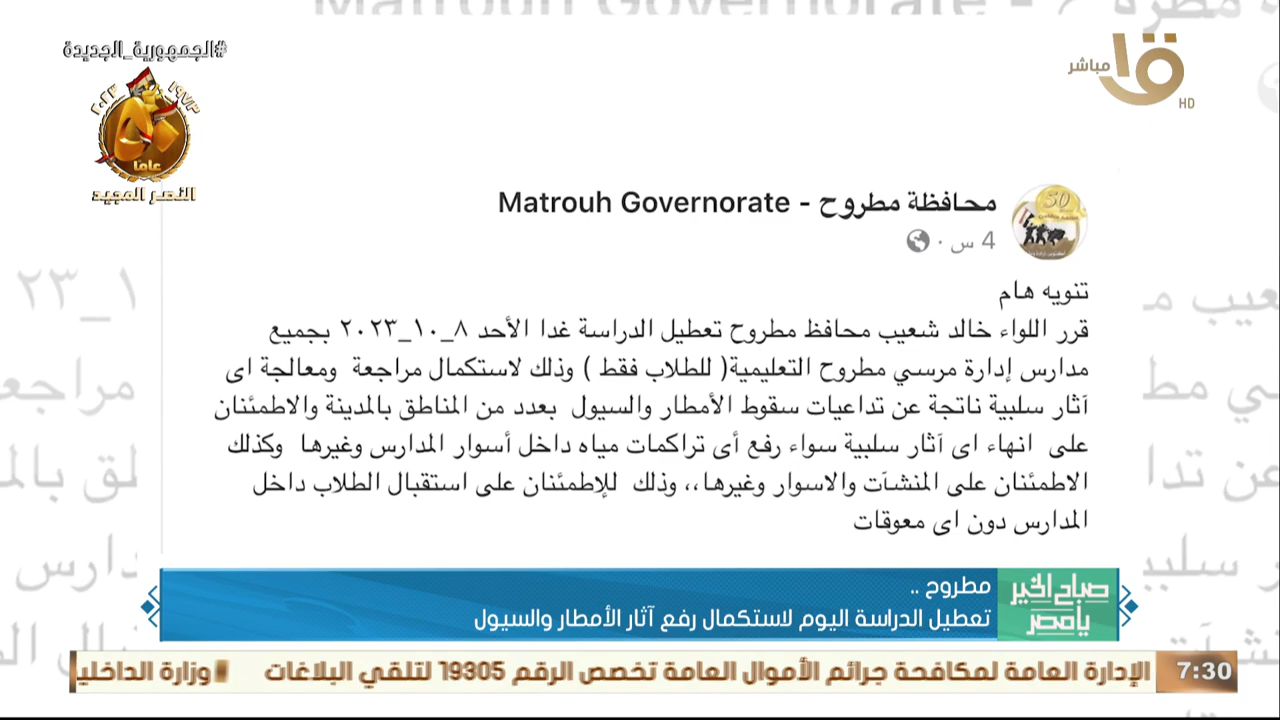 #الجمهورية_الجديدة
١٩٧٣
٢٠٢٣
٥٠
عاما
النصر المجيد
مباشر
HD
محافظة مطروح - Matrouh Governorate
4 س ·
تنويه هام
قرر اللواء خالد شعيب محافظ مطروح تعطيل الدراسة غدا الأحد ٨_١٠_٢٠٢٣ بجميع
مدارس إدارة مرسي مطروح التعليمية( للطلاب فقط ) وذلك لاستكمال مراجعة ومعالجة اى
آثار سلبية ناتجة عن تداعيات سقوط الأمطار والسيول بعدد من المناطق بالمدينة والاطمئنان
على انهاء اى آثار سلبية سواء رفع أى تراكمات مياه داخل أسوار المدارس وغيرها وكذلك
الاطمئنان على المنشآت والاسوار وغيرها،، وذلك للإطمئنان على استقبال الطلاب داخل
المدارس دون اى معوقات
صباح الخير
يا مصر
مطروح ..
تعطيل الدراسة اليوم لاستكمال رفع آثار الأمطار والسيول
7:30
الإدارة العامة لمكافحة جرائم الأموال العامة تخصص الرقم 19305 لتلقي البلاغات
وزارة